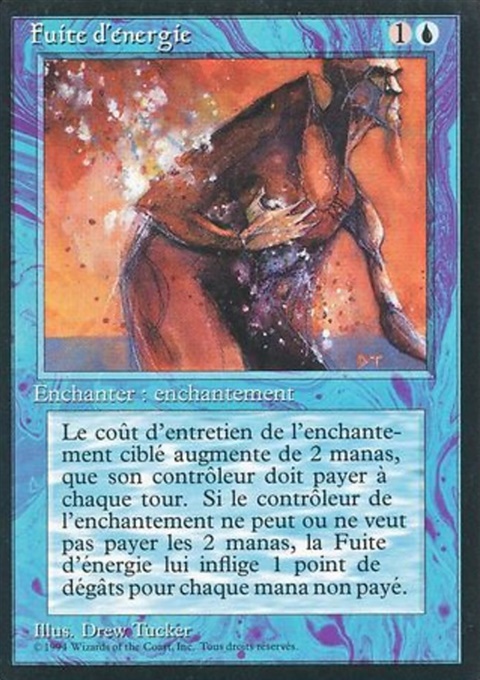 Fuite d'énergie 1
D-T
Enchanter : enchantement
Le coût d'entretien de l'enchante-
ment ciblé augmente de 2 manas,
que son contrôleur doit payer à
chaque tour. Si le contrôleur de
l'enchantement ne peut ou ne veut
pas payer les 2 manas, la Fuite
d'énergie lui inflige 1 point de
dégâts pour chaque mana non payé.
Illus. Drew Tucker
© 1994 Wizards of the Coast, Inc. Tous droits réservés.